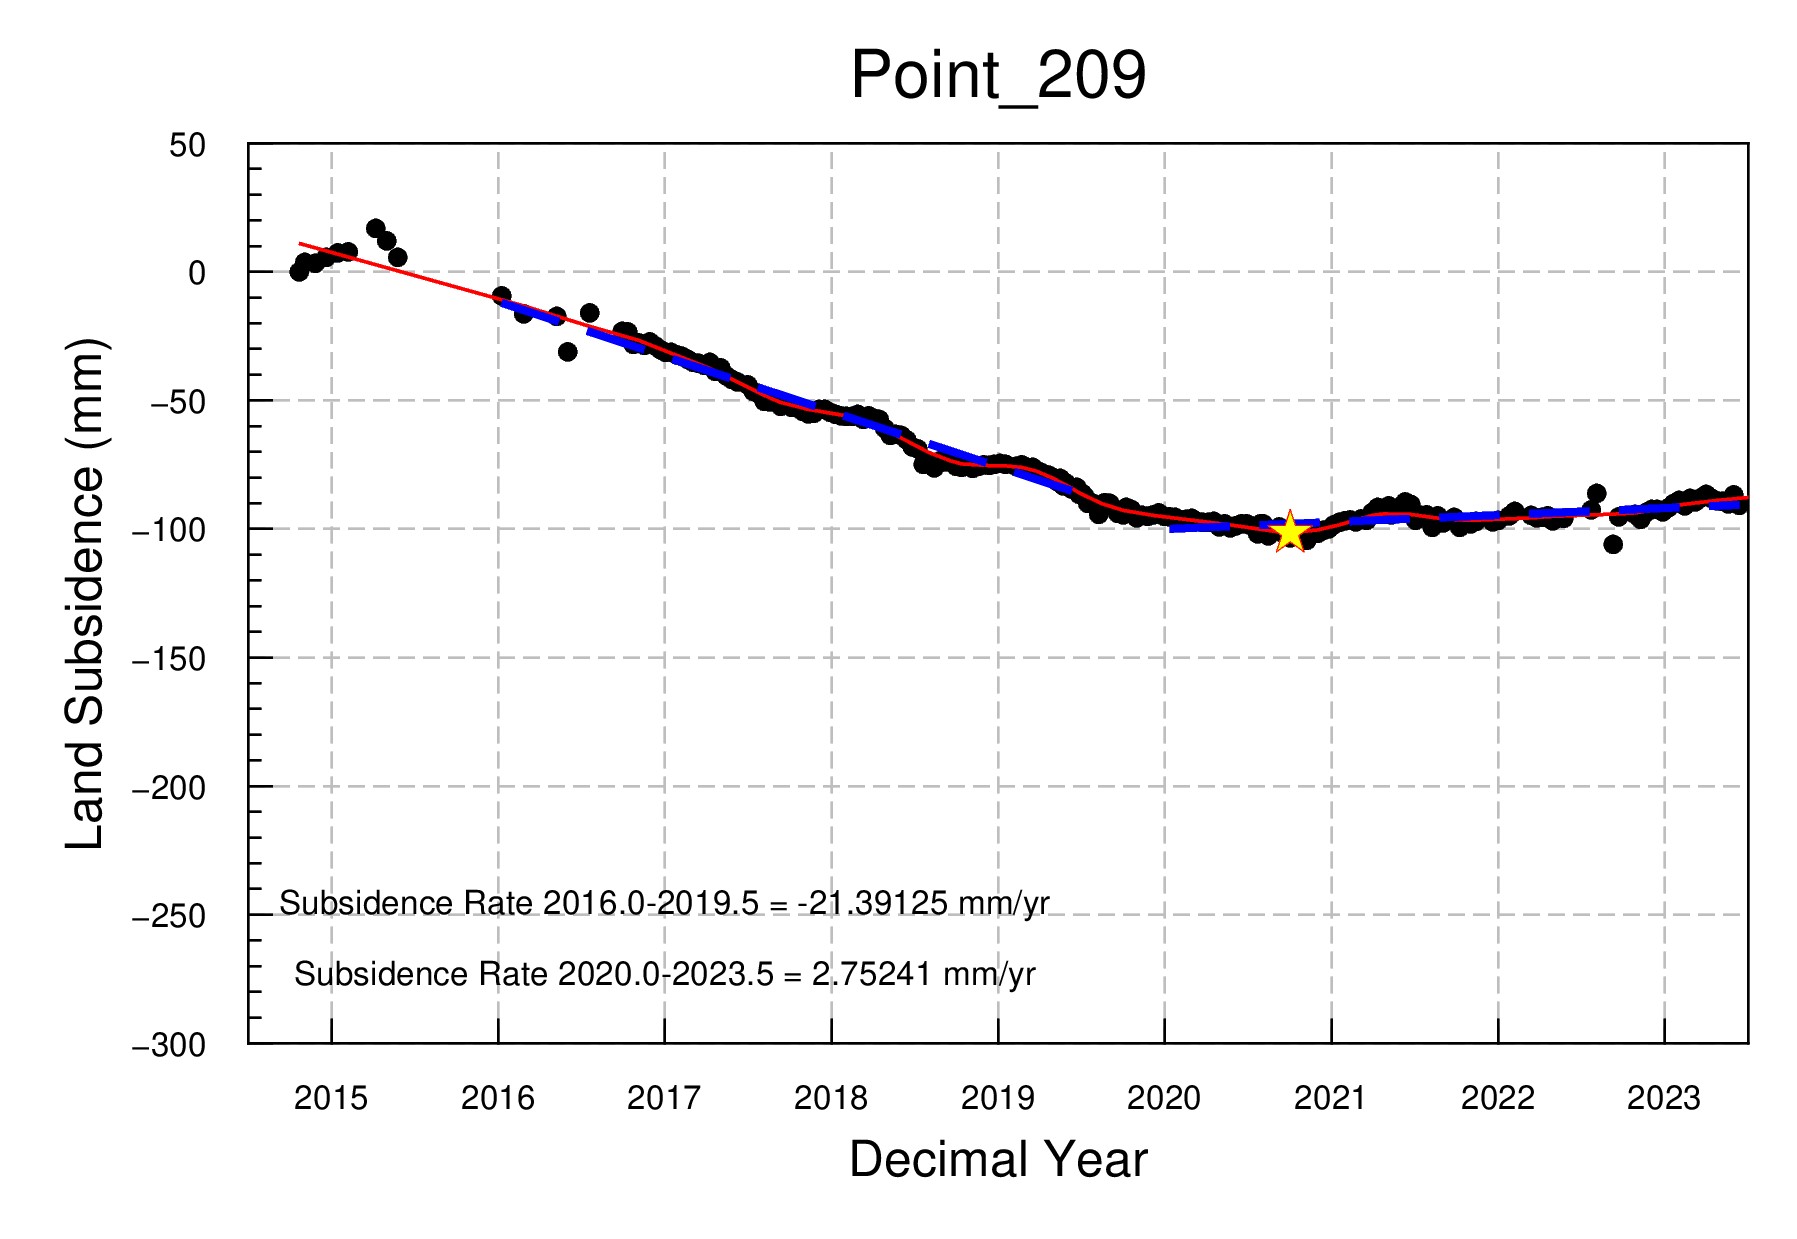 Point_209
50
0
−50
−100
−150
−200
−250
−300
Land Subsidence (mm)
Subsidence Rate 2016.0-2019.5 = -21.39125 mm/yr
Subsidence Rate 2020.0-2023.5 = 2.75241 mm/yr
2015 2016 2017 2018 2019 2020 2021 2022 2023
Decimal Year